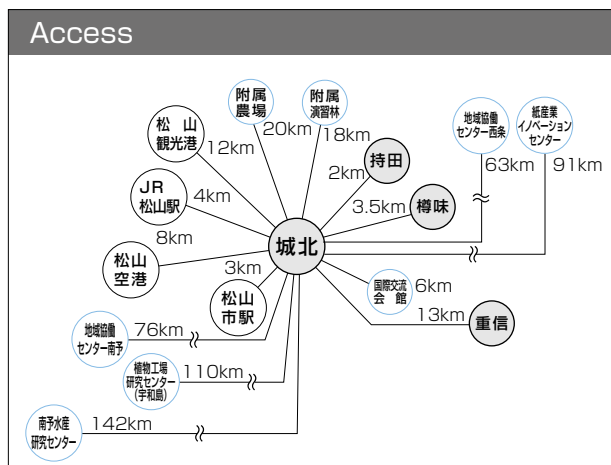 Access
附属
農場
20km
附属
演習林
18km
松山
観光港
12km
持田
2km
地域協働
センター西条
63km
紙産業
イノベーション
センター
91km
JR
松山駅
4km
樽味
3.5km
城北
松山
空港
8km
松山
市駅
3km
国際交流
会館
6km
重信
13km
地域協働
センター南予
76km
植物工場
研究センター
(宇和島)
110km
南予水産
研究センター
142km